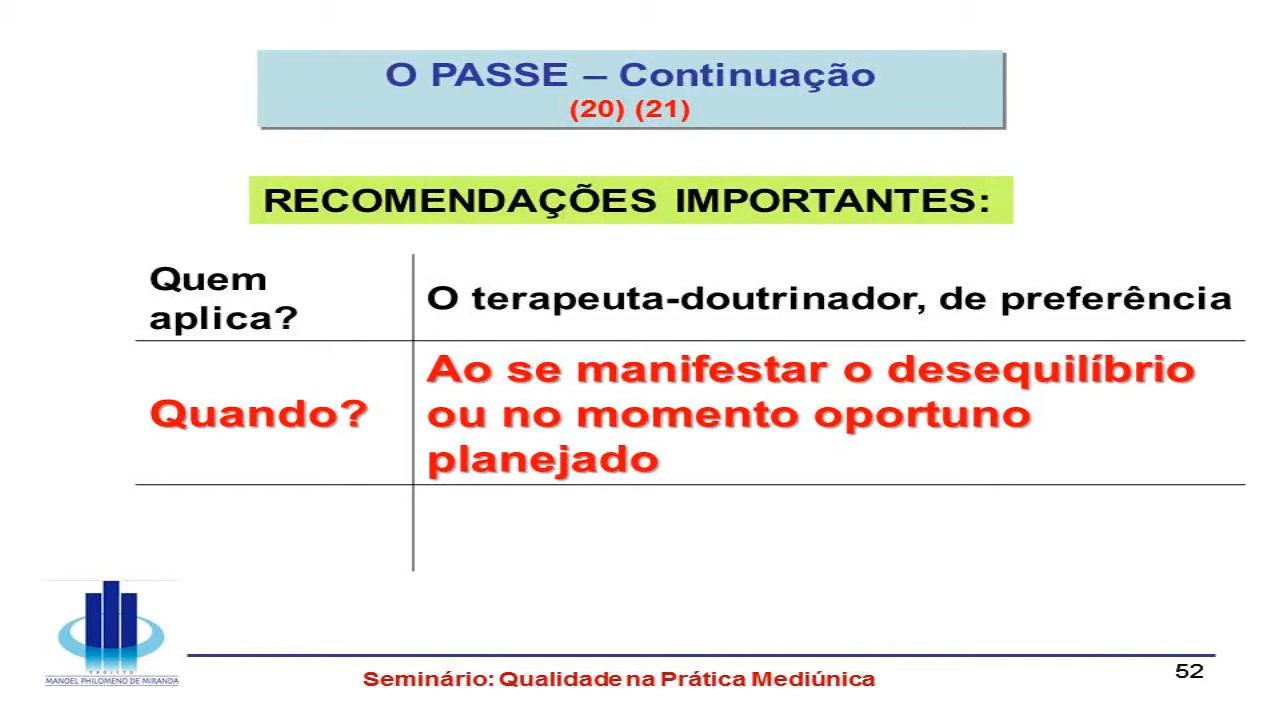 O PASSE – Continuação
(20) (21)
RECOMENDAÇÕES IMPORTANTES:
Quem
aplica?
O terapeuta-doutrinador, de preferência
Quando?
Ao se manifestar o desequilíbrio
ou no momento oportuno
planejado
PROJETO
MANOEL PHILOMENO DE MIRANDA
Seminário: Qualidade na Prática Mediúnica
52